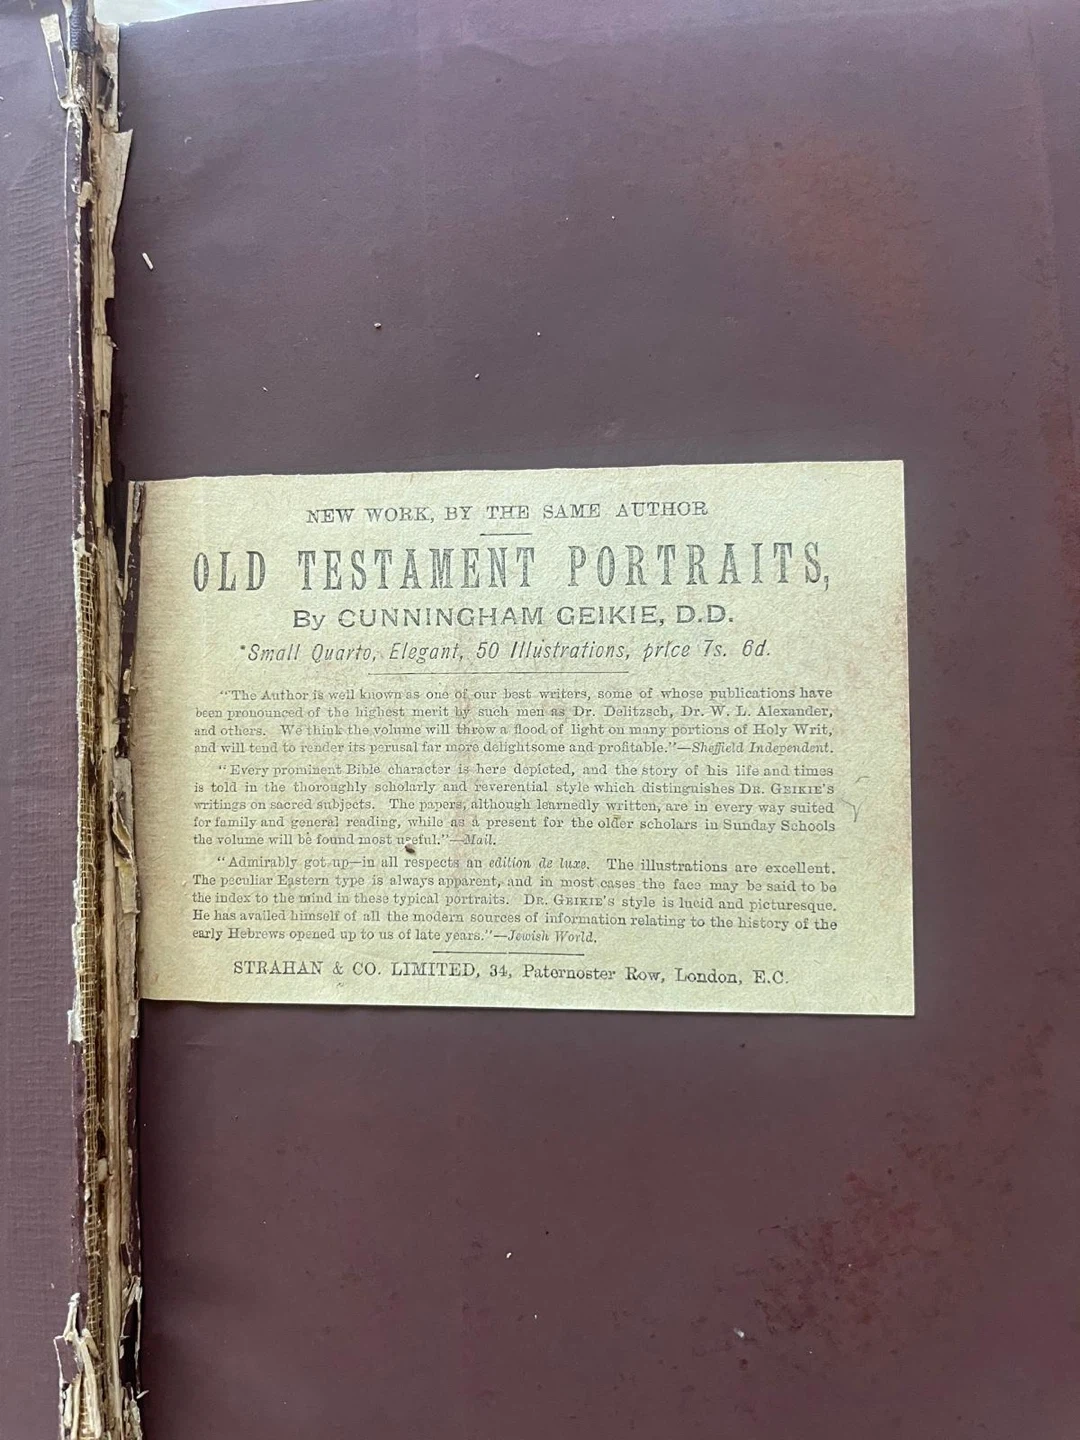 NEW WORK, BY THE SAME AUTHOR
OLD TESTAMENT PORTRAITS,
By CUNNINGHAM GEIKIE, D.D.
Small Quarto, Elegant, 50 Illustrations, price 7s. 6d.
"The Author is well known as one of our best writers, some of whose publications have
been pronounced of the highest merit by such men as Dr. Delitzsch, Dr. W. L. Alexander,
and others. We think the volume will throw a flood of light on many portions of Holy Writ,
and will tend to render its perusal far more delightsome and profitable."—Sheffield Independent.
"Every prominent Bible character is here depicted, and the story of his life and times
is told in the thoroughly scholarly and reverential style which distinguishes DR. GEIKIE'S
writings on sacred subjects. The papers, although learnedly written, are in every way suited
for family and general reading, while as a present for the older scholars in Sunday Schools
the volume will be found most useful."—Mail.
"Admirably got up—in all respects an edition de luxe. The illustrations are excellent.
The peculiar Eastern type is always apparent, and in most cases the face may be said to be
the index to the mind in these typical portraits. DR. GEIKIE'S style is lucid and picturesque.
He has availed himself of all the modern sources of information relating to the history of the
early Hebrews opened up to us of late years."—Jewish World.
STRAHAN & CO. LIMITED, 34, Paternoster Row, London, E.C.